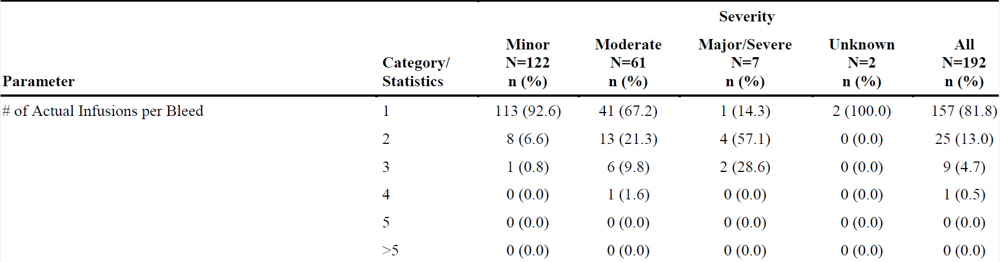 Severity
Minor Moderate Major/Severe Unknown All
Category/ N=122 N=61 N=7 N=2 N=192
Parameter Statistics n (%) n (%) n (%) n (%) n (%)
# of Actual Infusions per Bleed 1 113 (92.6) 41 (67.2) 1 (14.3) 2 (100.0) 157 (81.8)
2 8 (6.6) 13 (21.3) 4 (57.1) 0 (0.0) 25 (13.0)
3 1 (0.8) 6 (9.8) 2 (28.6) 0 (0.0) 9 (4.7)
4 0 (0.0) 1 (1.6) 0 (0.0) 0 (0.0) 1 (0.5)
5 0 (0.0) 0 (0.0) 0 (0.0) 0 (0.0) 0 (0.0)
>5 0 (0.0) 0 (0.0) 0 (0.0) 0 (0.0) 0 (0.0)